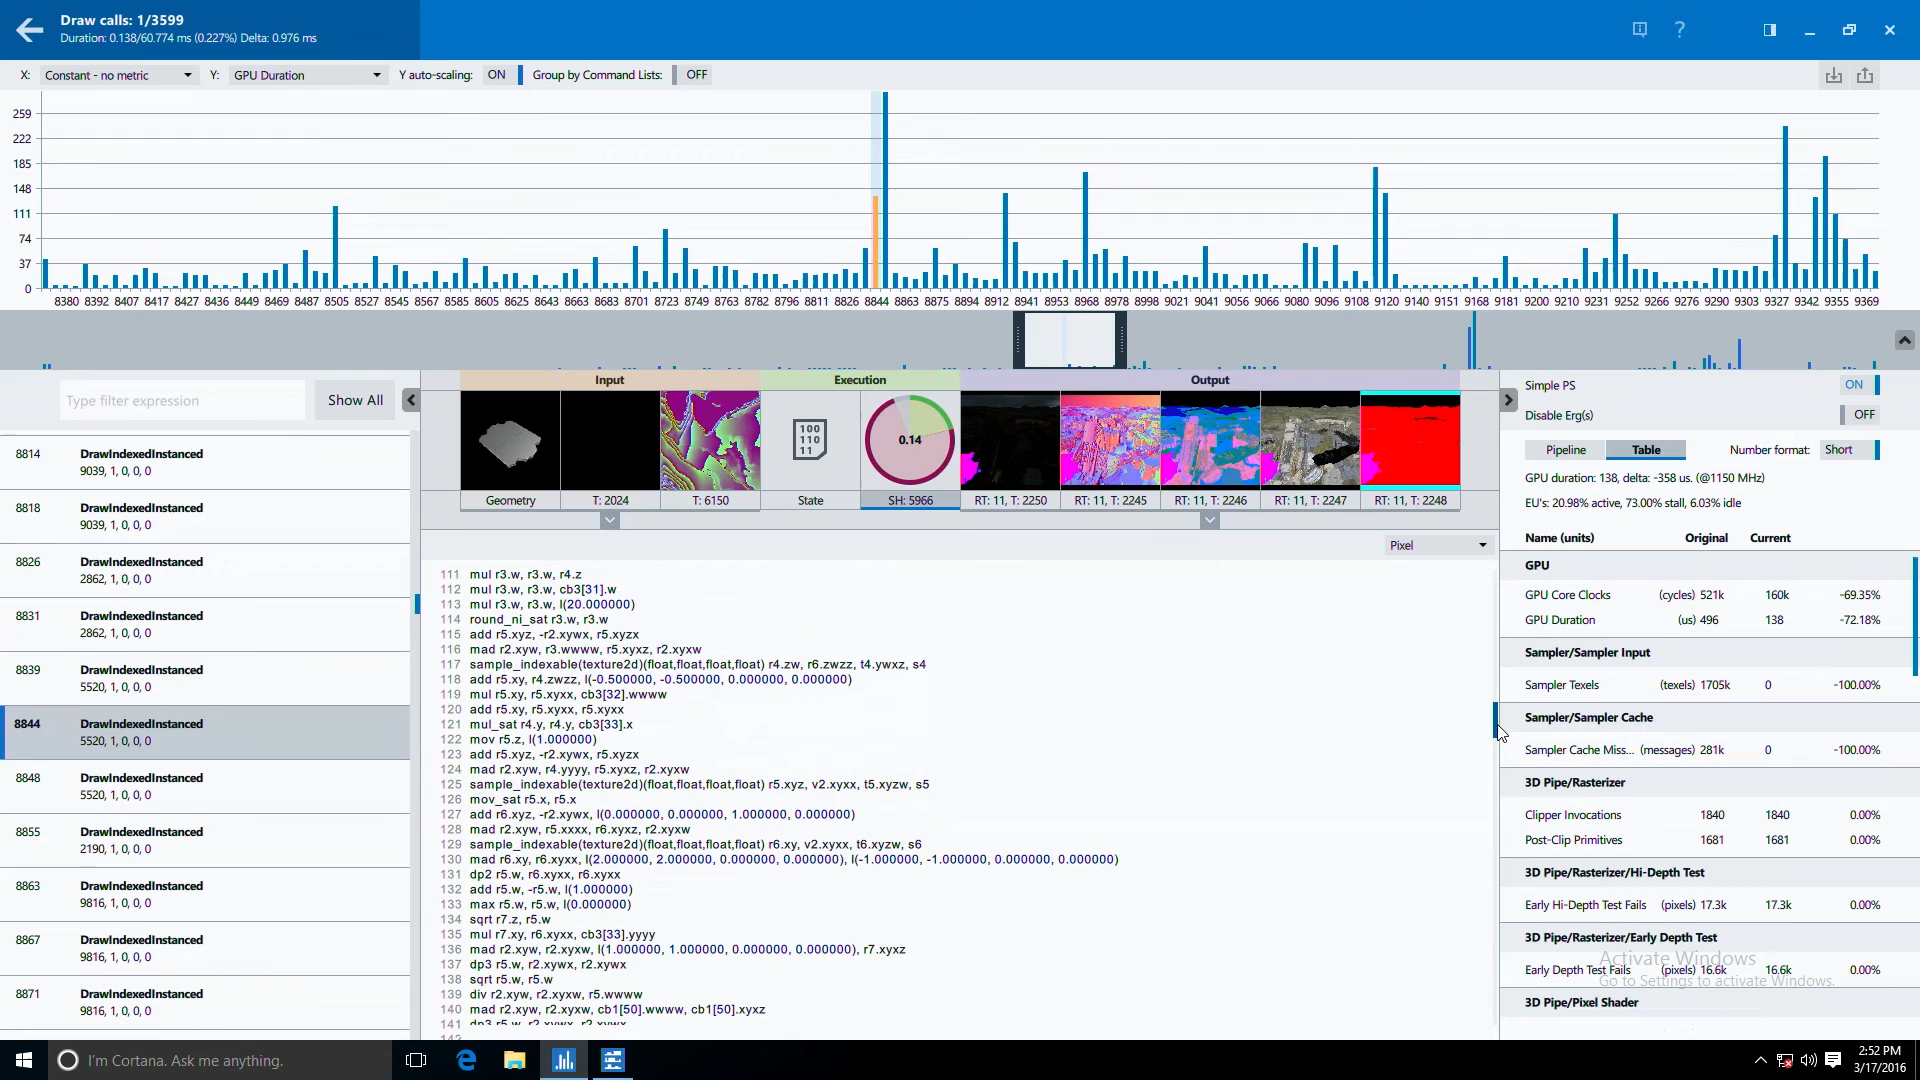 Draw calls: 1/3599
Duration: 0.138/60.774 ms (0.227%) Delta: 0.976 ms
X: Constant - no metric Y: GPU Duration Y auto-scaling: ON Group by Command Lists: OFF
259
222
185
148
111
74
37
0
8380 8392 8407 8417 8427 8436 8449 8469 8487 8505 8527 8545 8567 8585 8605 8625 8643 8663 8683 8701 8723 8749 8763 8782 8796 8811 8826 8844 8863 8875 8894 8912 8941 8953 8968 8978 8998 9021 9041 9056 9066 9080 9096 9108 9120 9140 9151 9168 9181 9200 9210 9231 9252 9266 9276 9290 9303 9327 9342 9355 9369
Type filter expression Show All
8814 DrawIndexedInstanced
9039, 1, 0, 0, 0
8818 DrawIndexedInstanced
9039, 1, 0, 0, 0
8826 DrawIndexedInstanced
2862, 1, 0, 0, 0
8831 DrawIndexedInstanced
2862, 1, 0, 0, 0
8839 DrawIndexedInstanced
5520, 1, 0, 0, 0
8844 DrawIndexedInstanced
5520, 1, 0, 0, 0
8848 DrawIndexedInstanced
5520, 1, 0, 0, 0
8855 DrawIndexedInstanced
2190, 1, 0, 0, 0
8863 DrawIndexedInstanced
9816, 1, 0, 0, 0
8867 DrawIndexedInstanced
9816, 1, 0, 0, 0
8871 DrawIndexedInstanced
9816, 1, 0, 0, 0
Input Execution Output
100
110
11
0.14
Geometry T: 2024 T: 6150 State SH: 5966 RT: 11, T: 2250 RT: 11, T: 2245 RT: 11, T: 2246 RT: 11, T: 2247 RT: 11, T: 2248
Pixel
111 mul r3.w, r3.w, r4.z
112 mul r3.w, r3.w, cb3[31].w
113 mul r3.w, r3.w, l(20.000000)
114 round_ni_sat r3.w, r3.w
115 add r5.xyz, -r2.xywx, r5.xyzx
116 mad r2.xyw, r3.wwww, r5.xyxz, r2.xyxw
117 sample_indexable(texture2d)(float,float,float,float) r4.zw, r6.zwzz, t4.ywxz, s4
118 add r5.xy, r4.zwzz, l(-0.500000, -0.500000, 0.000000, 0.000000)
119 mul r5.xy, r5.xyxx, cb3[32].wwww
120 add r5.xy, r5.xyxx, r5.xyxx
121 mul_sat r4.y, r4.y, cb3[33].x
122 mov r5.z, l(1.000000)
123 add r5.xyz, -r2.xywx, r5.xyzx
124 mad r2.xyw, r4.yyyy, r5.xyxz, r2.xyxw
125 sample_indexable(texture2d)(float,float,float,float) r5.xyz, v2.xyxx, t5.xyzw, s5
126 mov_sat r5.x, r5.x
127 add r6.xyz, -r2.xywx, l(0.000000, 0.000000, 1.000000, 0.000000)
128 mad r2.xyw, r5.xxxx, r6.xyxz, r2.xyxw
129 sample_indexable(texture2d)(float,float,float,float) r6.xy, v2.xyxx, t6.xyzw, s6
130 mad r6.xy, r6.xyxx, l(2.000000, 2.000000, 0.000000, 0.000000), l(-1.000000, -1.000000, 0.000000, 0.000000)
131 dp2 r5.w, r6.xyxx, r6.xyxx
132 add r5.w, -r5.w, l(1.000000)
133 max r5.w, r5.w, l(0.000000)
134 sqrt r7.z, r5.w
135 mul r7.xy, r6.xyxx, cb3[33].yyyy
136 mad r2.xyw, r2.xyxw, l(1.000000, 1.000000, 0.000000, 0.000000), r7.xyxz
137 dp3 r5.w, r2.xywx, r2.xywx
138 sqrt r5.w, r5.w
139 div r2.xyw, r2.xyxw, r5.wwww
140 mad r2.xyw, r2.xyxw, cb1[50].wwww, cb1[50].xyxz
141 dp3 r5.w, r2.xywx, r2.xywx
142
Simple PS ON
Disable Erg(s) OFF
Pipeline Table Number format: Short
GPU duration: 138, delta: -358 us. (@1150 MHz)
EU's: 20.98% active, 73.00% stall, 6.03% idle
Name (units) Original Current
GPU
GPU Core Clocks (cycles) 521k 160k -69.35%
GPU Duration (us) 496 138 -72.18%
Sampler/Sampler Input
Sampler Texels (texels) 1705k 0 -100.00%
Sampler/Sampler Cache
Sampler Cache Miss... (messages) 281k 0 -100.00%
3D Pipe/Rasterizer
Clipper Invocations 1840 1840 0.00%
Post-Clip Primitives 1681 1681 0.00%
3D Pipe/Rasterizer/Hi-Depth Test
Early Hi-Depth Test Fails (pixels) 17.3k 17.3k 0.00%
3D Pipe/Rasterizer/Early Depth Test
Activate Windows
Early Depth Test Fails (pixels) 16.6k 16.6k 0.00%
Go to Settings to activate Windows.
3D Pipe/Pixel Shader
I'm Cortana. Ask me anything.
2:52 PM
3/17/2016